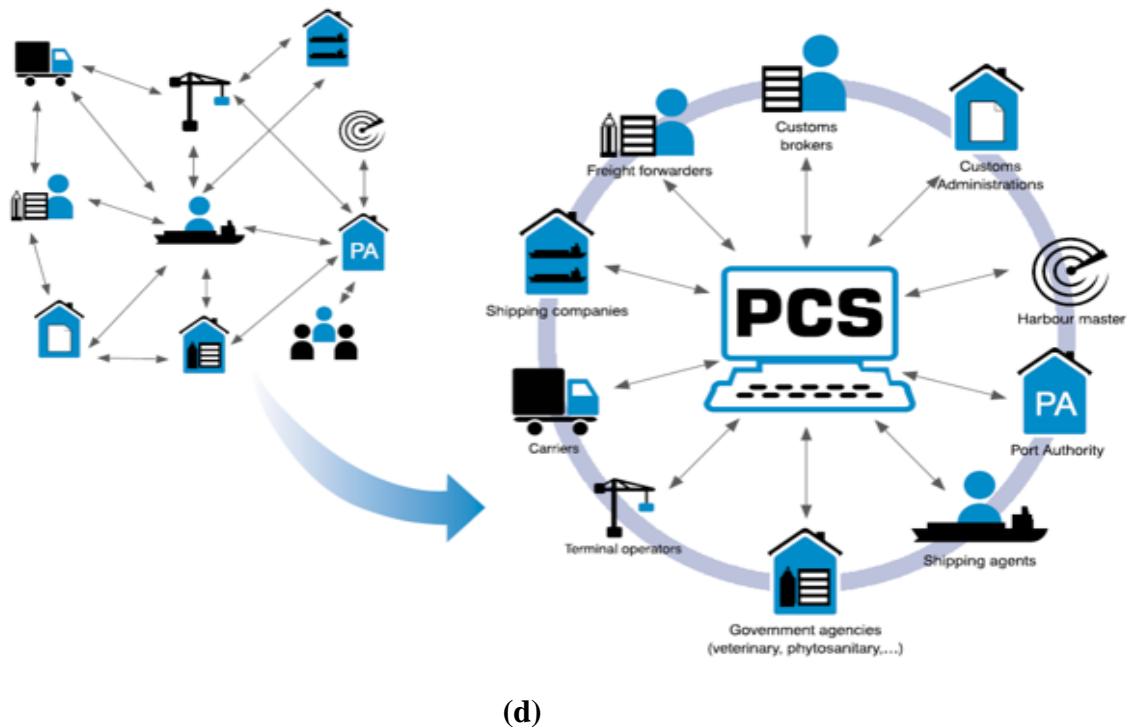 PA
Customs
brokers
Freight forwarders
Customs
Administrations
Shipping companies
PCS
Harbour master
Carriers
PA
Port Authority
Terminal operators
Shipping agents
Government agencies
(veterinary, phytosanitary,...)
(d)